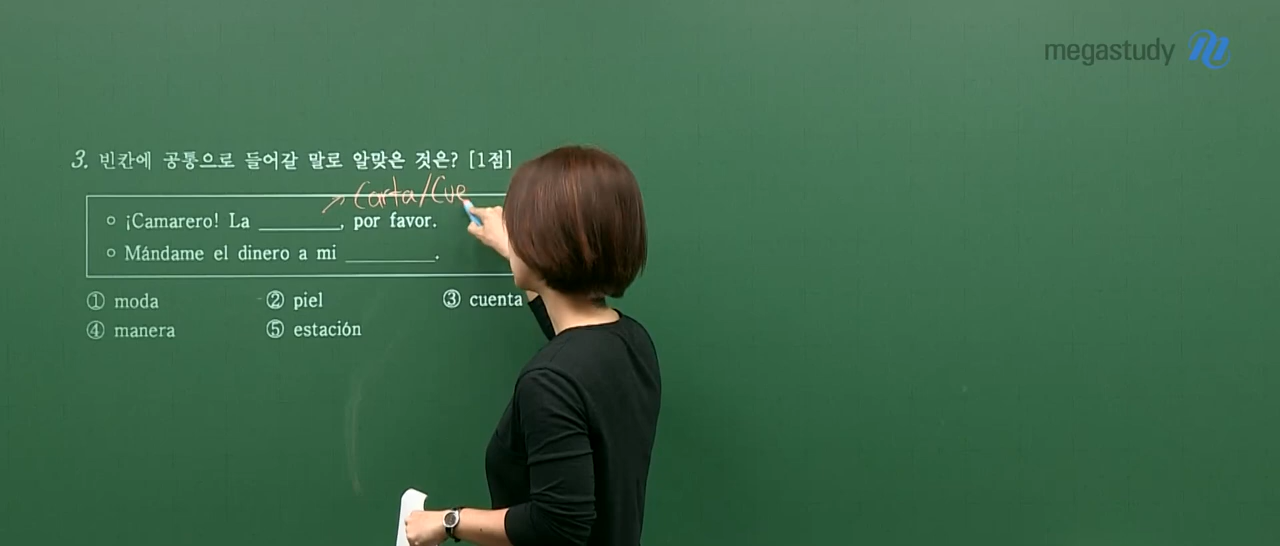 megastudy
3. 빈칸에 공통으로 들어갈 말로 알맞은 것은? [1점]
Carta/Cue
○ ¡Camarero! La ________, por favor.
○ Mándame el dinero a mi ________.
① moda ② piel ③ cuenta
④ manera ⑤ estación